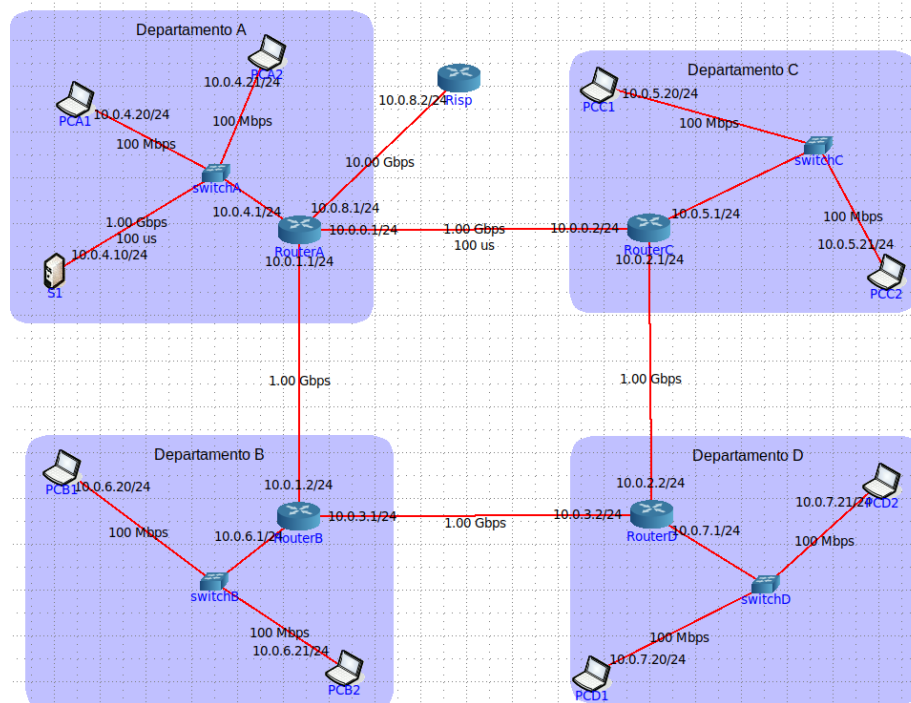 Departamento A
PCA1
10.0.4.20/24
100 Mbps
PCA2
10.0.4.21/24
100 Mbps
switchA
10.0.4.1/24
1.00 Gbps
100 us
10.0.4.10/24
S1
Risp
10.0.8.2/24
10.00 Gbps
10.0.8.1/24
RouterA
10.0.0.1/24
10.0.1.1/24
1.00 Gbps
100 us
10.0.0.2/24
Departamento C
PCC1
10.0.5.20/24
100 Mbps
switchC
10.0.5.1/24
RouterC
10.0.2.1/24
100 Mbps
10.0.5.21/24
PCC2
1.00 Gbps
1.00 Gbps
Departamento B
PCB1
10.0.6.20/24
100 Mbps
10.0.1.2/24
RouterB
10.0.3.1/24
10.0.6.1/24
switchB
100 Mbps
10.0.6.21/24
PCB2
1.00 Gbps
Departamento D
10.0.2.2/24
10.0.3.2/24
RouterD
10.0.7.1/24
10.0.7.21/24
PCD2
100 Mbps
switchD
100 Mbps
10.0.7.20/24
PCD1